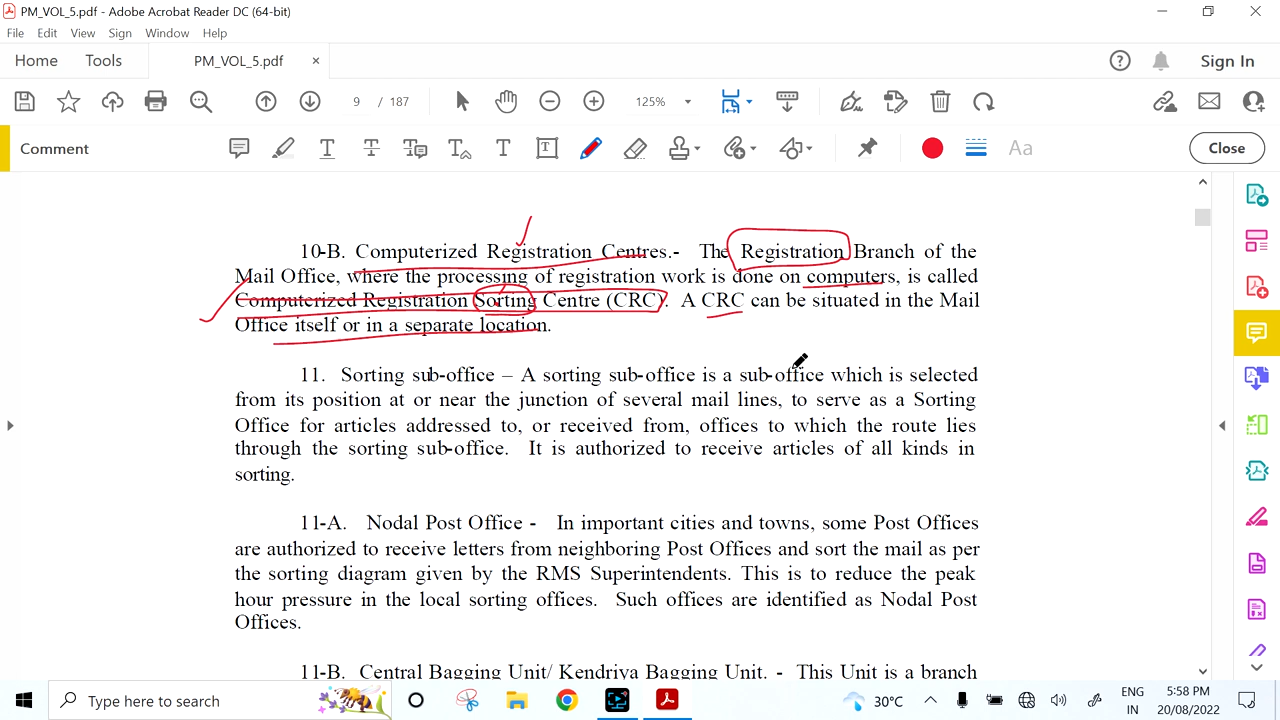 PM_VOL_5.pdf - Adobe Acrobat Reader DC (64-bit)
File Edit View Sign Window Help
Home Tools PM_VOL_5.pdf × Sign In
9 / 187 125%
Comment Aa Close
10-B. Computerized Registration Centres.- The Registration Branch of the
Mail Office, where the processing of registration work is done on computers, is called
Computerized Registration Sorting Centre (CRC). A CRC can be situated in the Mail
Office itself or in a separate location.
11. Sorting sub-office – A sorting sub-office is a sub-office which is selected
from its position at or near the junction of several mail lines, to serve as a Sorting
Office for articles addressed to, or received from, offices to which the route lies
through the sorting sub-office. It is authorized to receive articles of all kinds in
sorting.
11-A. Nodal Post Office - In important cities and towns, some Post Offices
are authorized to receive letters from neighboring Post Offices and sort the mail as per
the sorting diagram given by the RMS Superintendents. This is to reduce the peak
hour pressure in the local sorting offices. Such offices are identified as Nodal Post
Offices.
11-B. Central Bagging Unit/ Kendriya Bagging Unit. - This Unit is a branch
Type here to search 30°C ENG 5:58 PM
IN 20/08/2022